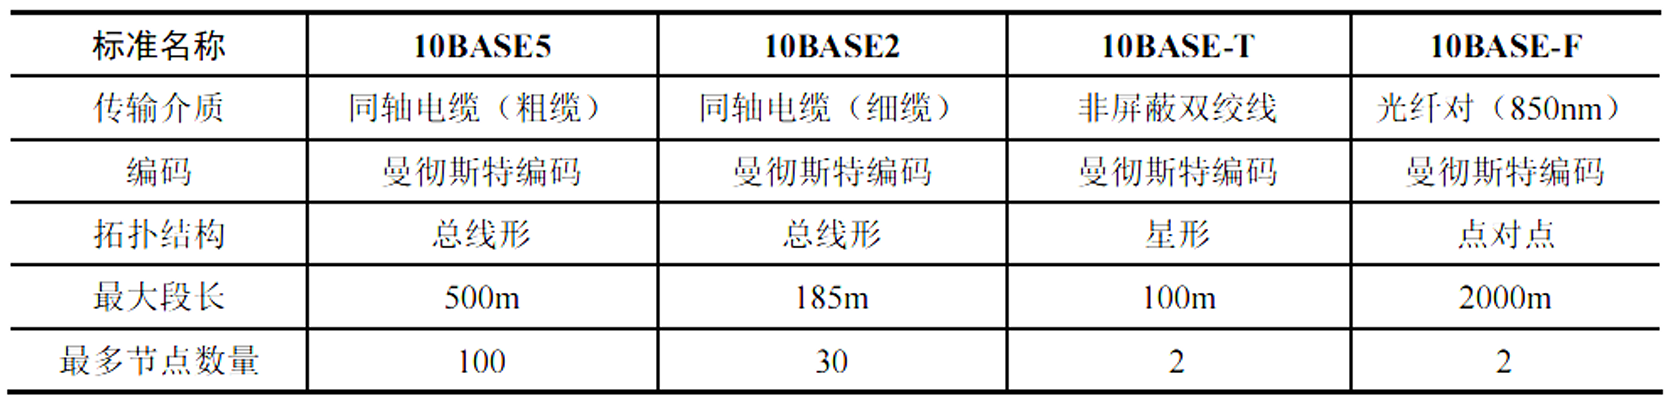 标准名称 10BASE5 10BASE2 10BASE-T 10BASE-F
传输介质 同轴电缆（粗缆） 同轴电缆（细缆） 非屏蔽双绞线 光纤对（850nm）
编码 曼彻斯特编码 曼彻斯特编码 曼彻斯特编码 曼彻斯特编码
拓扑结构 总线形 总线形 星形 点对点
最大段长 500m 185m 100m 2000m
最多节点数量 100 30 2 2